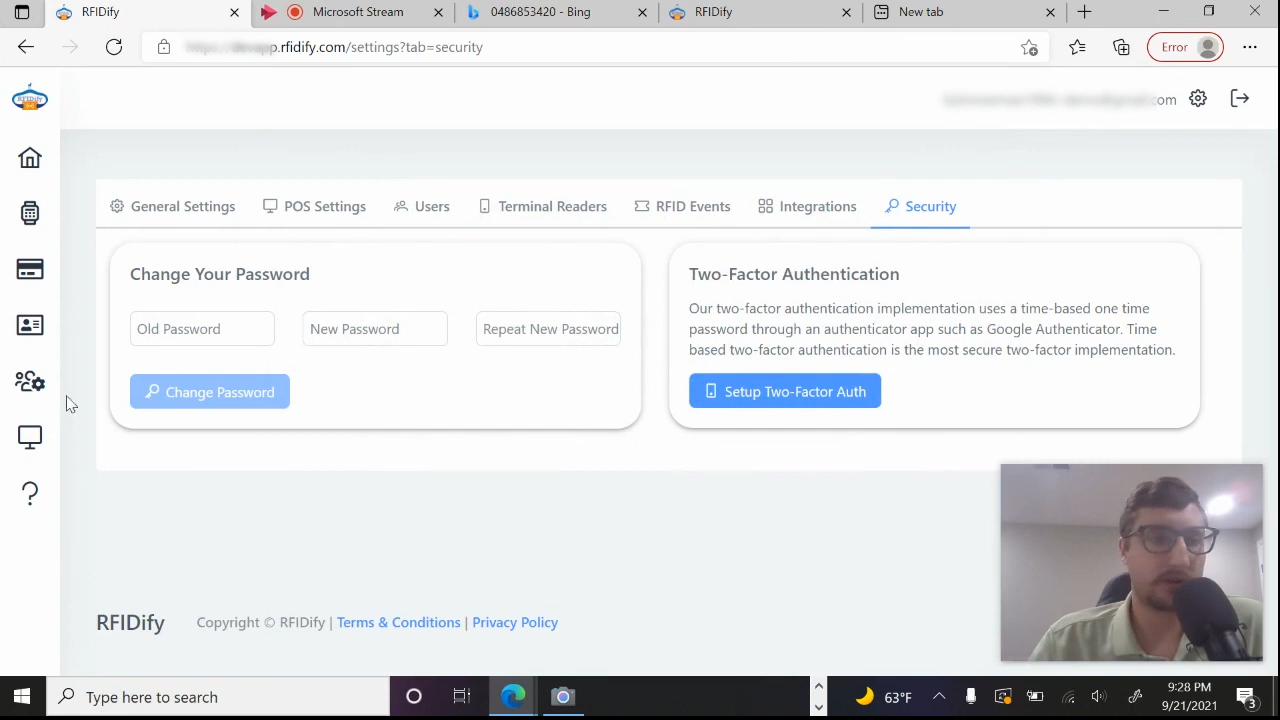 RFIDify
Microsoft Stream
0486853420 - Bing
RFIDify
New tab
.rfidify.com/settings?tab=security
Error
RFIDify
com
General Settings
POS Settings
Users
Terminal Readers
RFID Events
Integrations
Security
Change Your Password
Old Password
New Password
Repeat New Password
Change Password
Two-Factor Authentication
Our two-factor authentication implementation uses a time-based one time
password through an authenticator app such as Google Authenticator. Time
based two-factor authentication is the most secure two-factor implementation.
Setup Two-Factor Auth
RFIDify
Copyright © RFIDify | Terms & Conditions | Privacy Policy
Type here to search
63°F
9:28 PM
9/21/2021
3